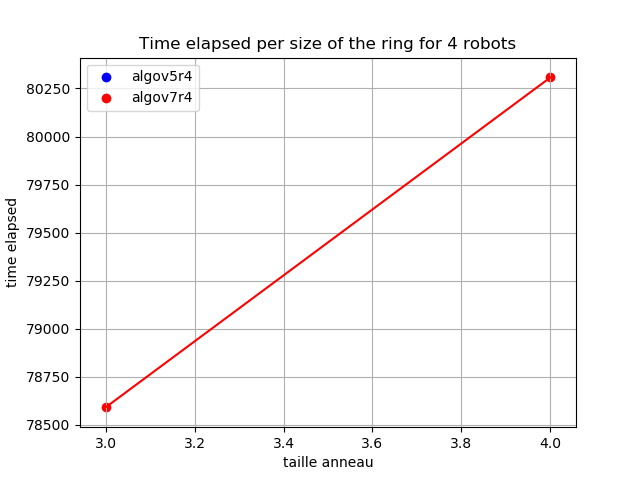 Time elapsed per size of the ring for 4 robots
algov5r4
algov7r4
80250
80000
79750
79500
79250
79000
78750
78500
time elapsed
3.0 3.2 3.4 3.6 3.8 4.0
taille anneau